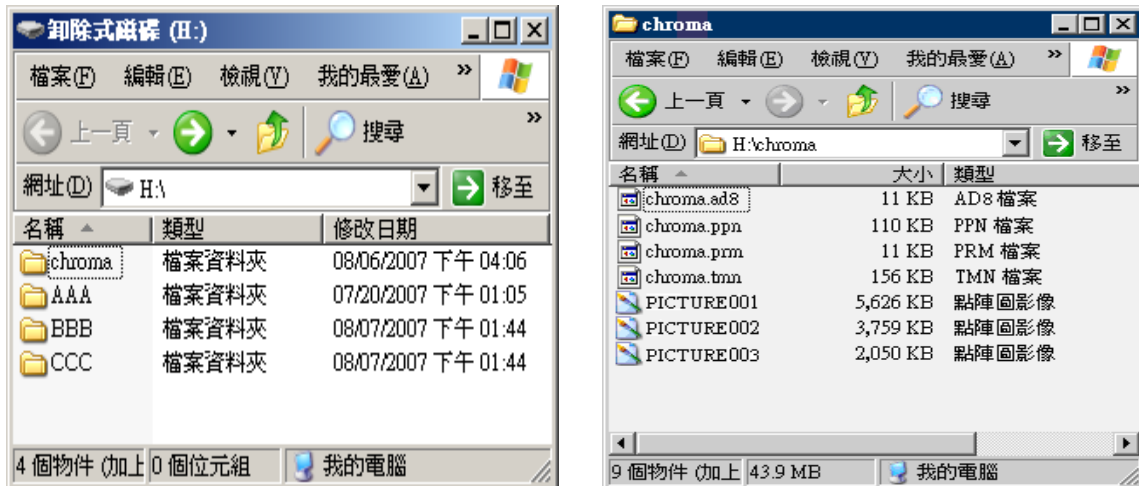 卸除式磁碟 (H:)
檔案(F) 編輯(E) 檢視(V) 我的最愛(A) »
上一頁 搜尋 »
網址(D) H:\ 移至
名稱 類型 修改日期
chroma 檔案資料夾 08/06/2007 下午 04:06
AAA 檔案資料夾 07/20/2007 下午 01:05
BBB 檔案資料夾 08/07/2007 下午 01:44
CCC 檔案資料夾 08/07/2007 下午 01:44
4 個物件 (加上 0 個位元組 我的電腦
chroma
檔案(F) 編輯(E) 檢視(V) 我的最愛(A) »
上一頁 搜尋 »
網址(D) H:\chroma 移至
名稱 大小 類型
chroma.ad8 11 KB AD8 檔案
chroma.ppn 110 KB PPN 檔案
chroma.prm 11 KB PRM 檔案
chroma.tmn 156 KB TMN 檔案
PICTURE001 5,626 KB 點陣圖影像
PICTURE002 3,759 KB 點陣圖影像
PICTURE003 2,050 KB 點陣圖影像
9 個物件 (加上 43.9 MB 我的電腦